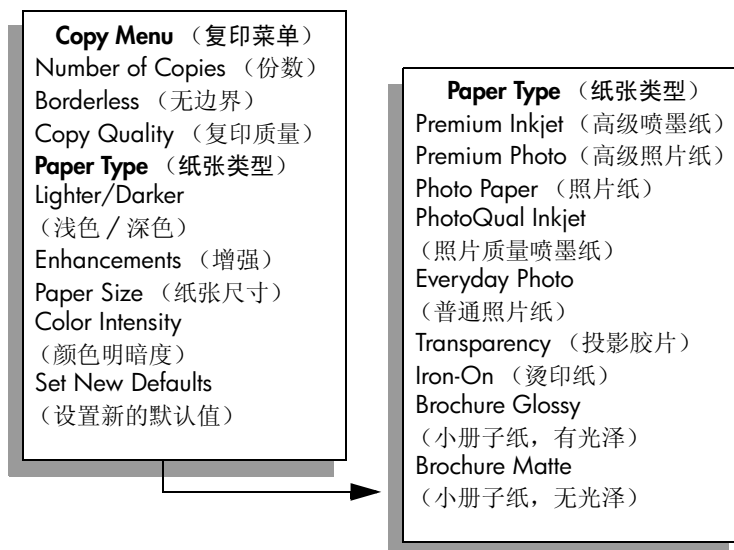 Copy Menu （复印菜单）
Number of Copies （份数）
Borderless （无边界）
Copy Quality （复印质量）
Paper Type （纸张类型）
Lighter/Darker
（浅色 / 深色）
Enhancements （增强）
Paper Size （纸张尺寸）
Color Intensity
（颜色明暗度）
Set New Defaults
（设置新的默认值）
Paper Type （纸张类型）
Premium Inkjet （高级喷墨纸）
Premium Photo （高级照片纸）
Photo Paper （照片纸）
PhotoQual Inkjet
（照片质量喷墨纸）
Everyday Photo
（普通照片纸）
Transparency （投影胶片）
Iron-On （烫印纸）
Brochure Glossy
（小册子纸，有光泽）
Brochure Matte
（小册子纸，无光泽）